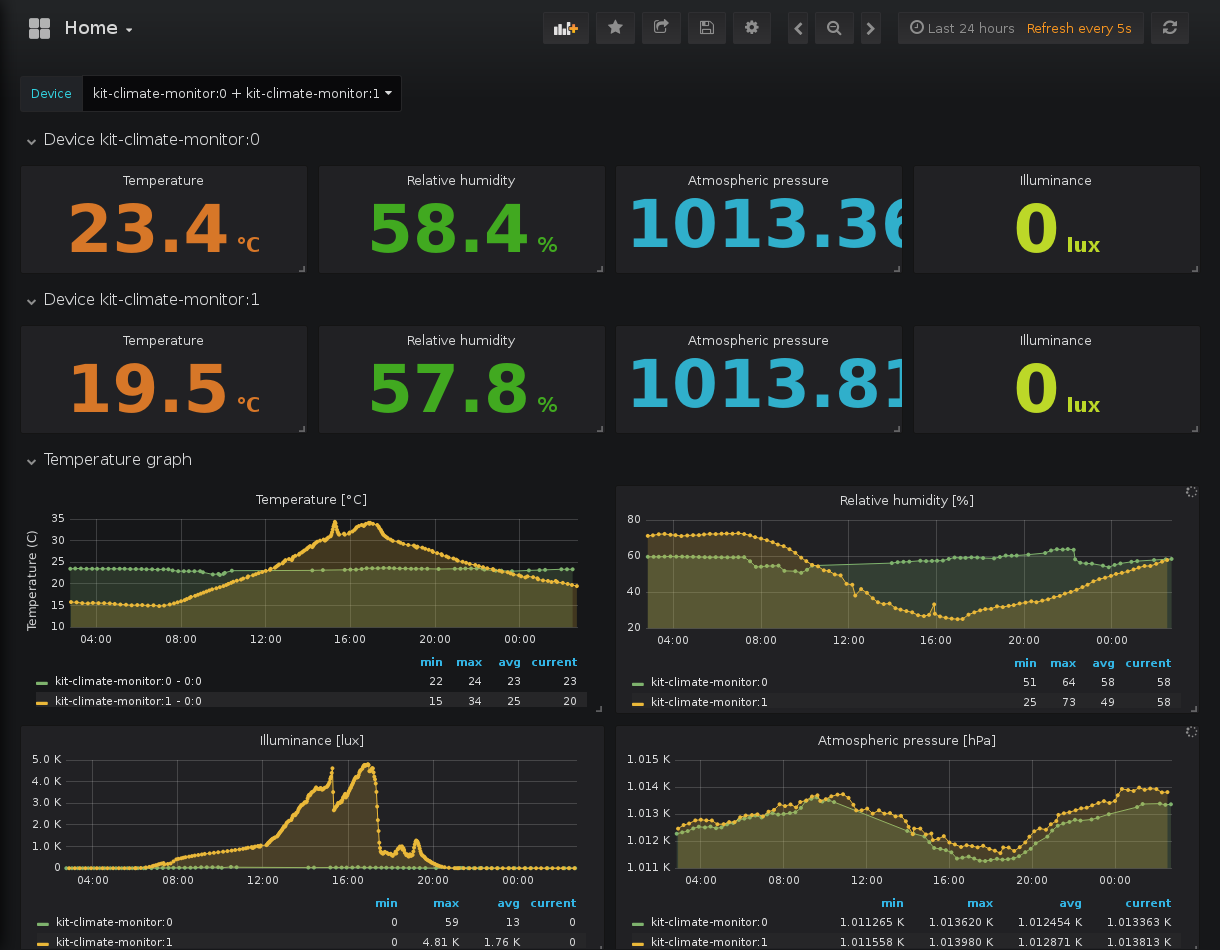 Home
Last 24 hours Refresh every 5s
Device kit-climate-monitor:0 + kit-climate-monitor:1
Device kit-climate-monitor:0
Temperature Relative humidity Atmospheric pressure Illuminance
23.4 °C 58.4 % 1013.36 0 lux
Device kit-climate-monitor:1
Temperature Relative humidity Atmospheric pressure Illuminance
19.5 °C 57.8 % 1013.81 0 lux
Temperature graph
Temperature [°C]
Temperature (C)
35
30
25
20
15
10
04:00 08:00 12:00 16:00 20:00 00:00
min max avg current
kit-climate-monitor:0 - 0:0 22 24 23 23
kit-climate-monitor:1 - 0:0 15 34 25 20
Relative humidity [%]
80
60
40
20
04:00 08:00 12:00 16:00 20:00 00:00
min max avg current
kit-climate-monitor:0 51 64 58 58
kit-climate-monitor:1 25 73 49 58
Illuminance [lux]
5.0 K
4.0 K
3.0 K
2.0 K
1.0 K
0
04:00 08:00 12:00 16:00 20:00 00:00
min max avg current
kit-climate-monitor:0 0 59 13 0
kit-climate-monitor:1 0 4.81 K 1.76 K 0
Atmospheric pressure [hPa]
1.015 K
1.014 K
1.013 K
1.012 K
1.011 K
04:00 08:00 12:00 16:00 20:00 00:00
min max avg current
kit-climate-monitor:0 1.011265 K 1.013620 K 1.012454 K 1.013363 K
kit-climate-monitor:1 1.011558 K 1.013980 K 1.012871 K 1.013813 K